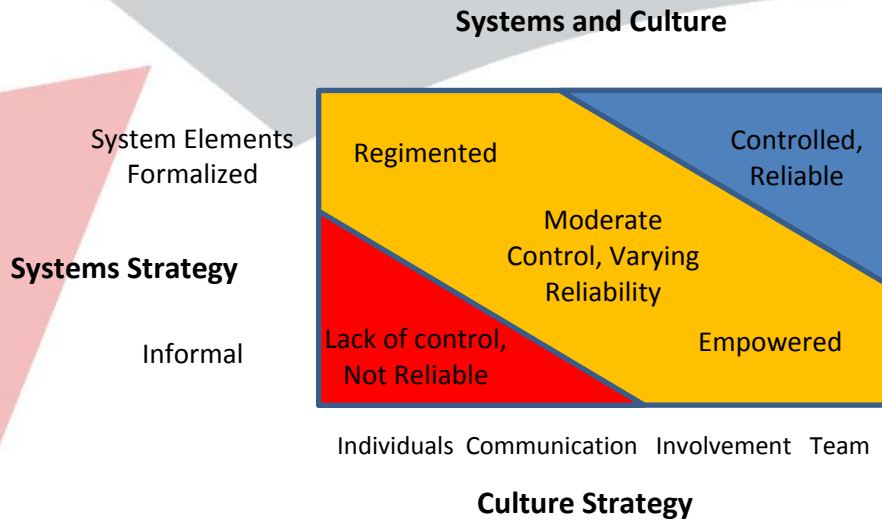 Systems and Culture
System Elements
Formalized
Regimented
Controlled,
Reliable
Moderate
Control, Varying
Reliability
Systems Strategy
Informal
Lack of control,
Not Reliable
Empowered
Individuals Communication Involvement Team
Culture Strategy